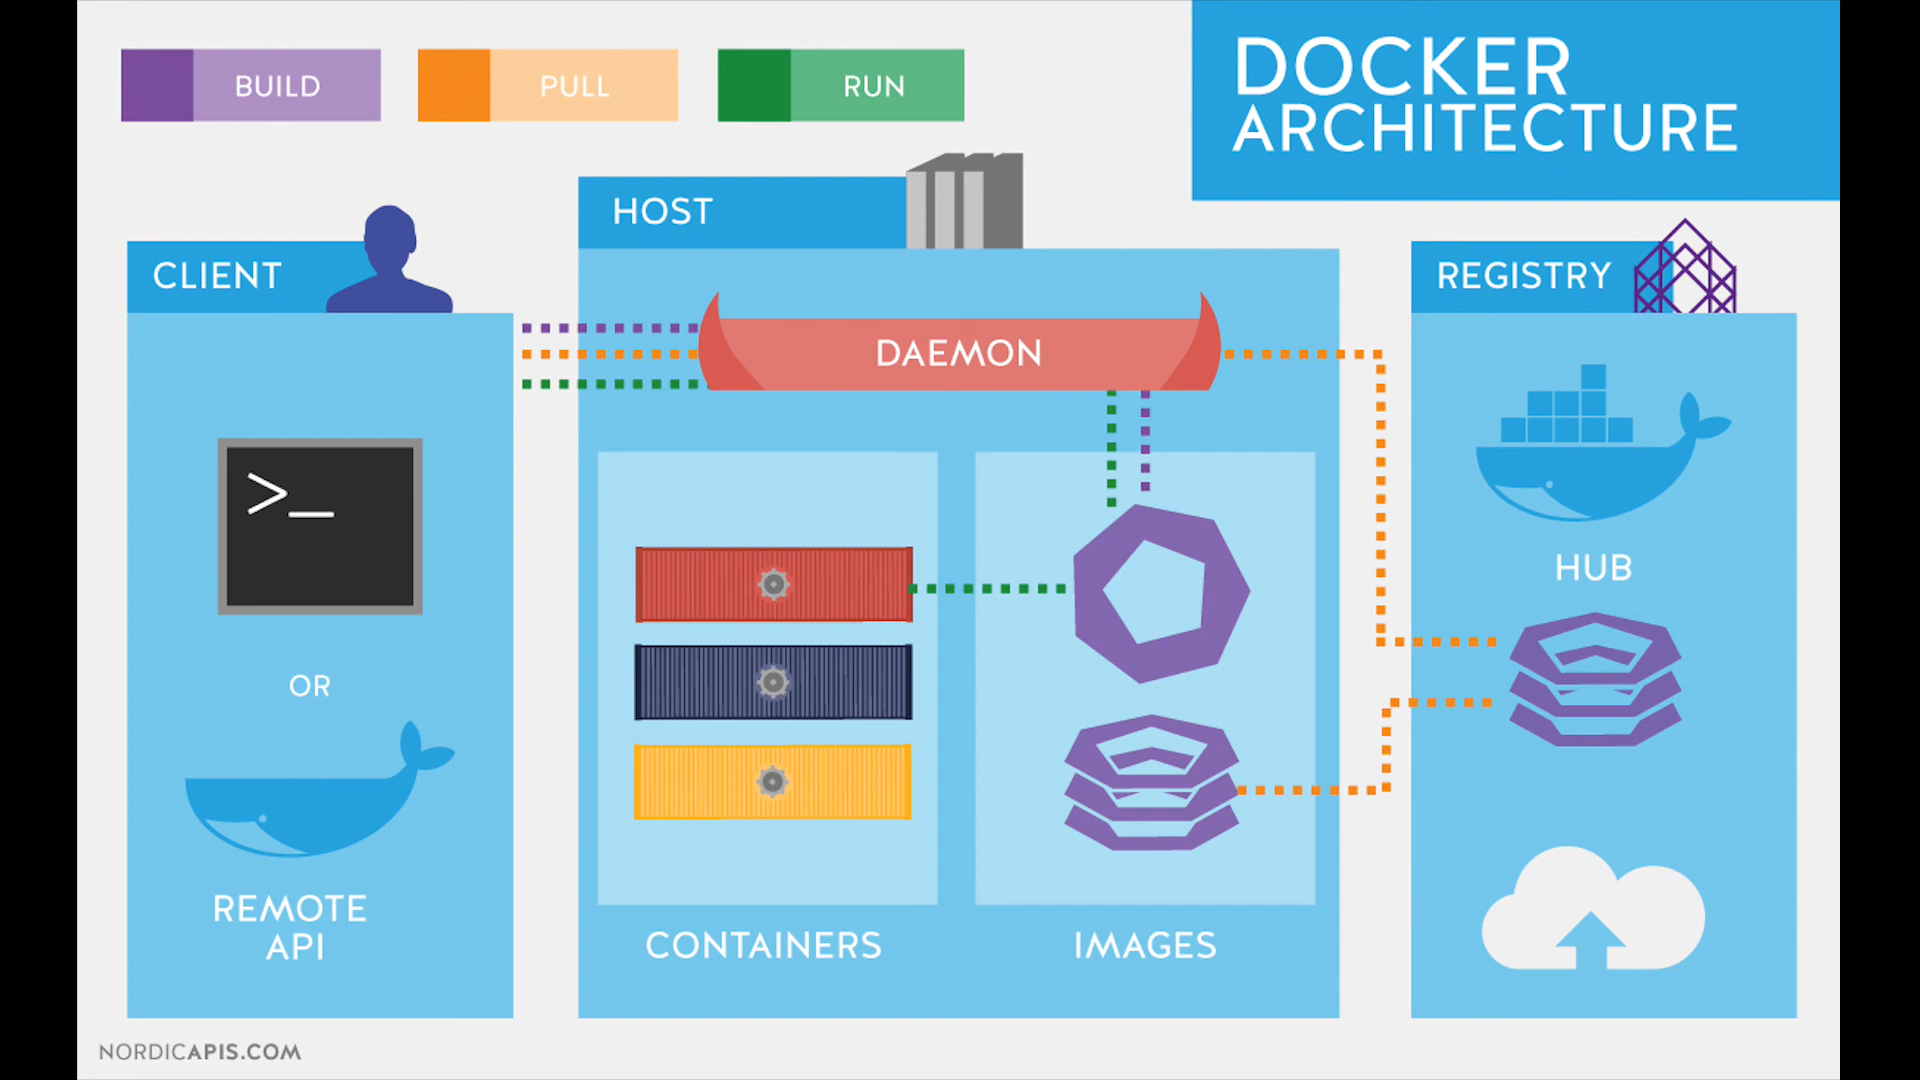 BUILD
PULL
RUN
DOCKER
ARCHITECTURE
CLIENT
HOST
REGISTRY
DAEMON
>_
OR
REMOTE
API
CONTAINERS
IMAGES
HUB
NORDICAPIS.COM